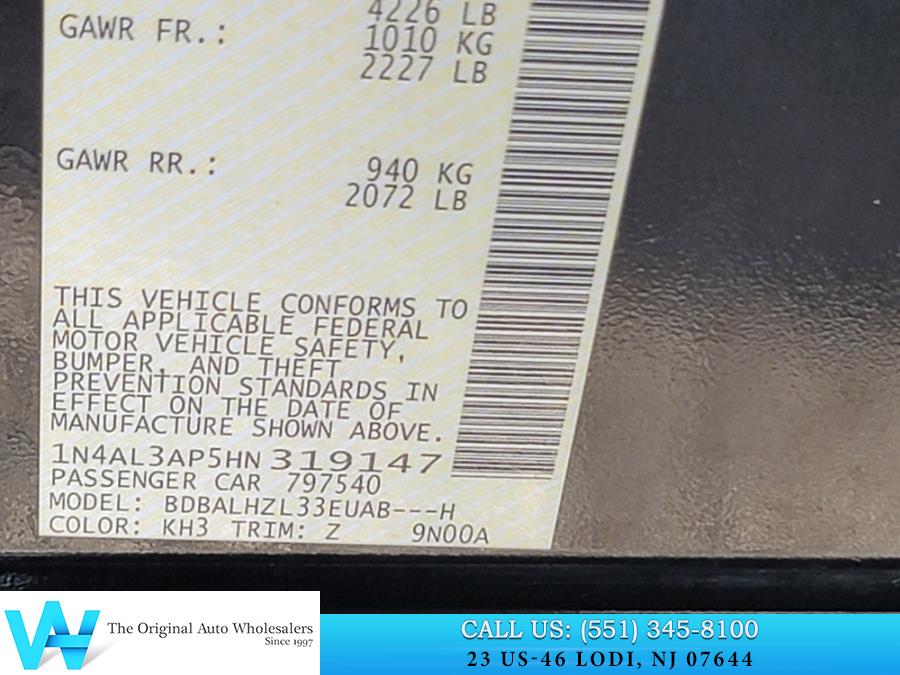 4226 LB
GAWR FR.: 1010 KG
2227 LB
GAWR RR.: 940 KG
2072 LB
THIS VEHICLE CONFORMS TO
ALL APPLICABLE FEDERAL
MOTOR VEHICLE SAFETY,
BUMPER, AND THEFT
PREVENTION STANDARDS IN
EFFECT ON THE DATE OF
MANUFACTURE SHOWN ABOVE.
1N4AL3AP5HN 319147
PASSENGER CAR 797540
MODEL: BDBALHZL33EUAB---H
COLOR: KH3 TRIM: Z 9N00A
AW The Original Auto Wholesalers
Since 1997
CALL US: (551) 345-8100
23 US-46 LODI, NJ 07644